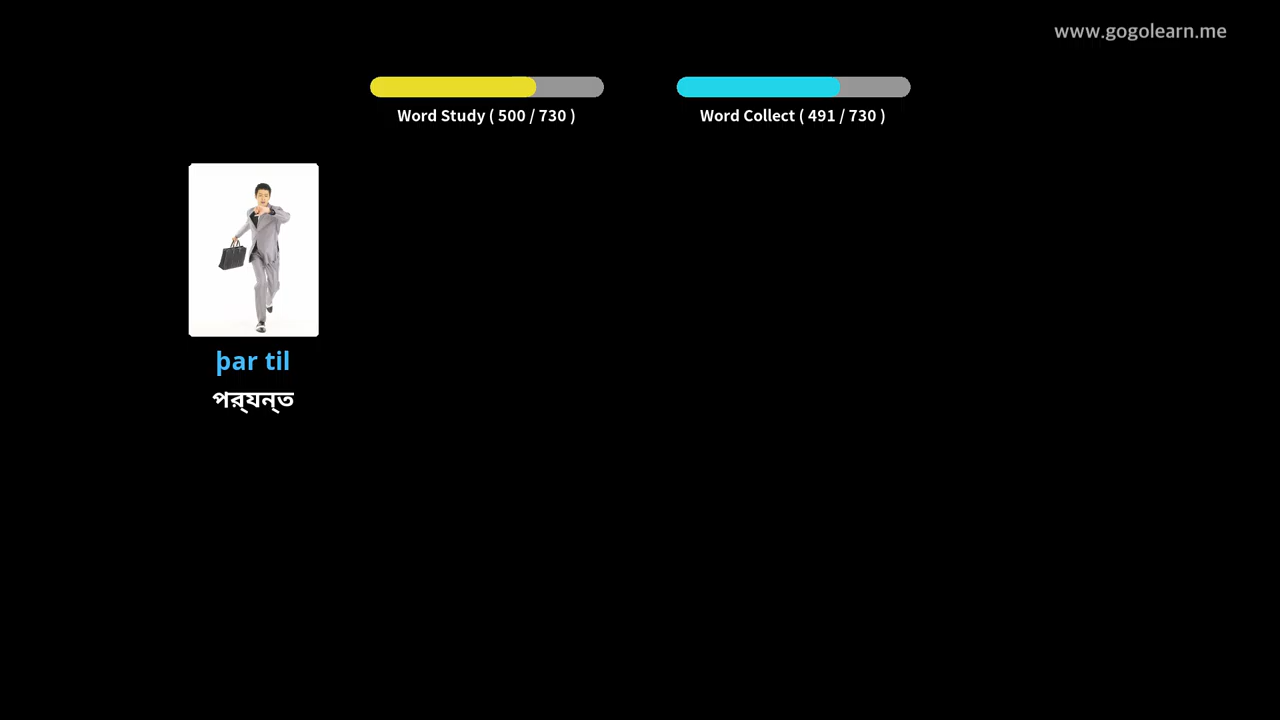 www.gogolearn.me
Word Study ( 500 / 730 )
Word Collect ( 491 / 730 )
þar til
পর্যন্ত